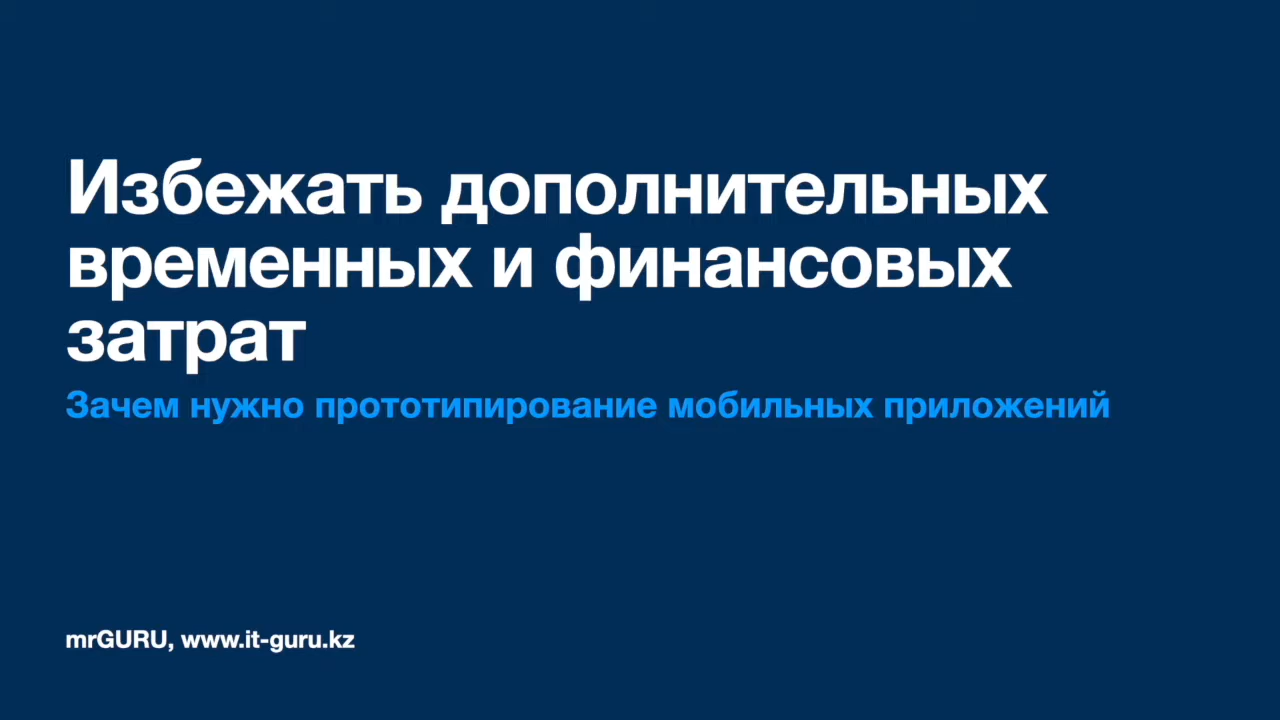 Избежать дополнительных
временных и финансовых
затрат
Зачем нужно прототипирование мобильных приложений
mrGURU, www.it-guru.kz